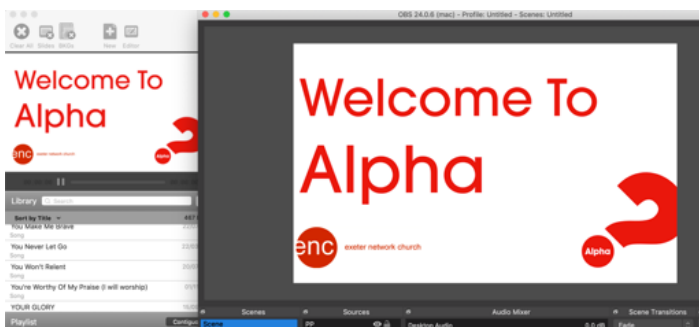 OBS 24.0.6 (mac) - Profile: Untitled - Scenes: Untitled
Clear All Slides BKGs New Editor
Welcome To
Alpha
enc exeter network church
Alpha
Library Search
Sort by Title
You Make Me Brave
Song
You Never Let Go
Song
You Won't Relent
Song
You're Worthy Of My Praise (I will worship)
Song
YOUR GLORY
Playlist
Welcome To
Alpha
enc exeter network church
Alpha
Scenes Sources Audio Mixer Scene Transitions
Scene PP Desktop Audio 0.0 dB Fade